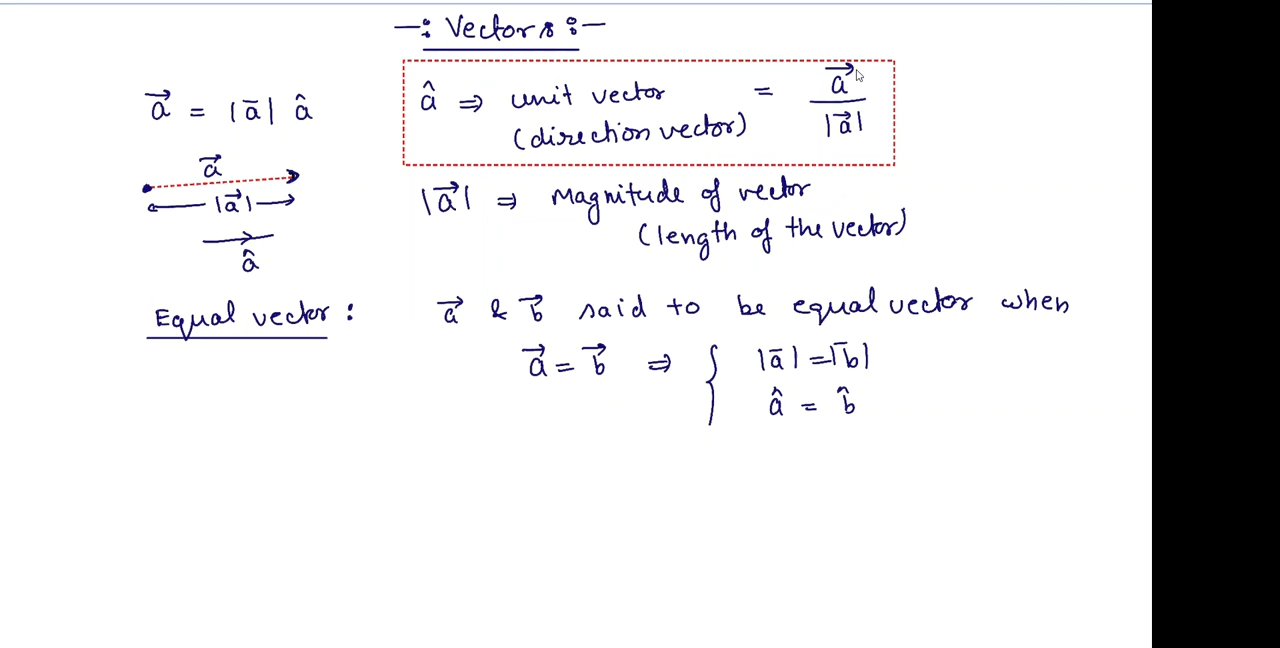 —: Vectors :—
â ⇒ unit vector = a⃗ / |a⃗|
(direction vector)
a⃗ = |ā| â
a⃗
|a⃗|
â
|a⃗| ⇒ Magnitude of vector
(length of the vector)
Equal vector : a⃗ & b⃗ said to be equal vector when
a⃗ = b⃗ ⇒ { |ā| = |b̄|
â = b̂